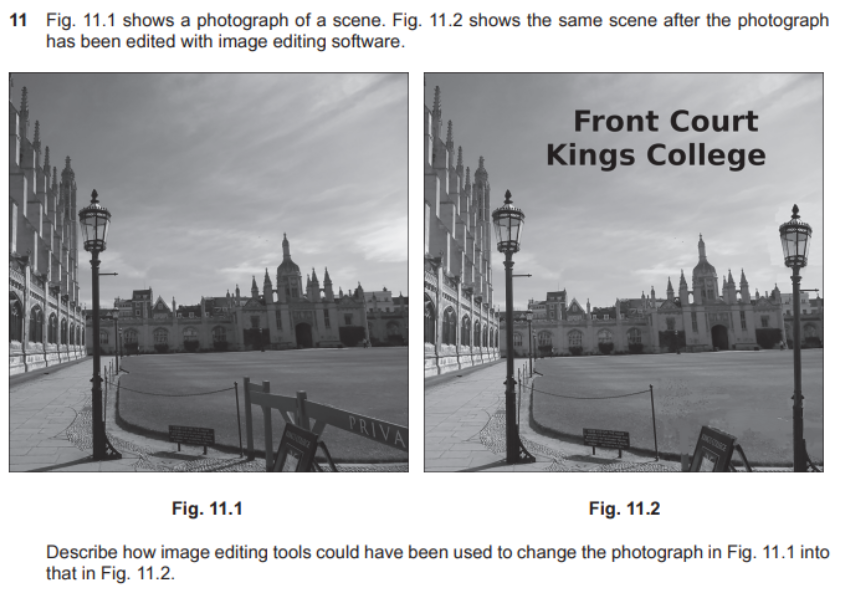 11 Fig. 11.1 shows a photograph of a scene. Fig. 11.2 shows the same scene after the photograph
has been edited with image editing software.
Front Court
Kings College
PRIVA
Fig. 11.1
Fig. 11.2
Describe how image editing tools could have been used to change the photograph in Fig. 11.1 into
that in Fig. 11.2.